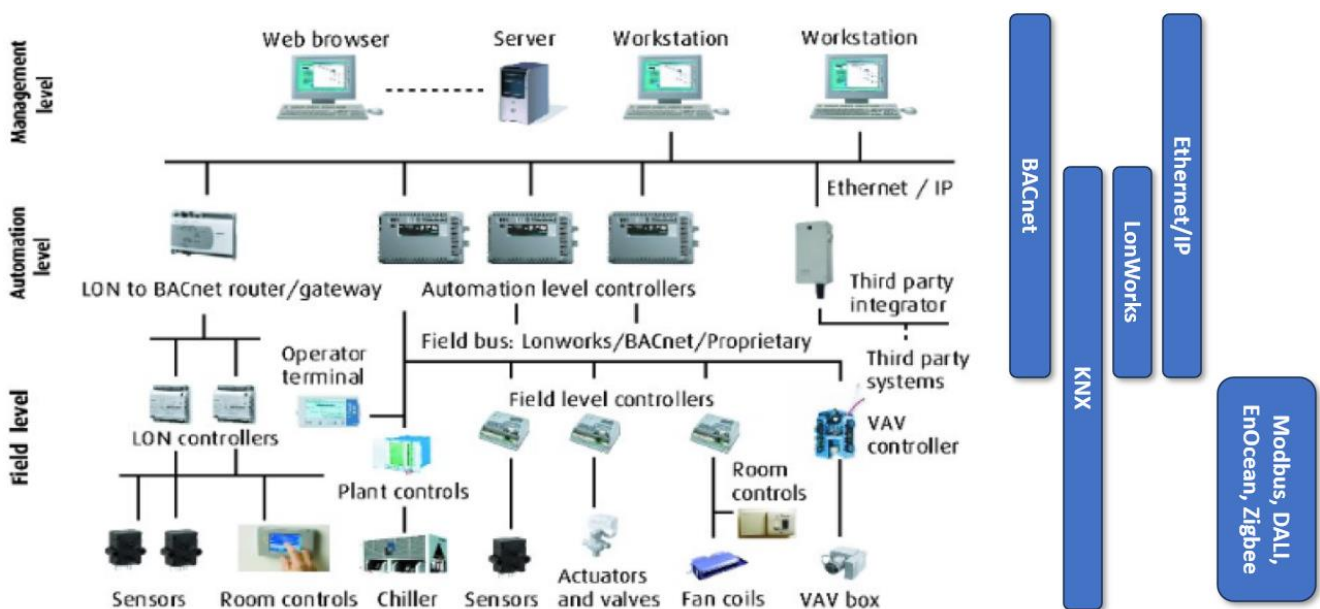 Management
level
Web browser
Server
Workstation
Workstation
Ethernet / IP
Automation
level
LON to BACnet router/gateway
Automation level controllers
Third party
integrator
Field bus: Lonworks/BACnet/Proprietary
Operator
terminal
Third party
systems
Field level
Field level controllers
LON controllers
VAV
controller
Plant controls
Room
controls
Sensors
Room controls
Chiller
Sensors
Actuators
and valves
Fan coils
VAV box
BACnet
KNX
LonWorks
Ethernet/IP
Modbus, DALI,
EnOcean, Zigbee